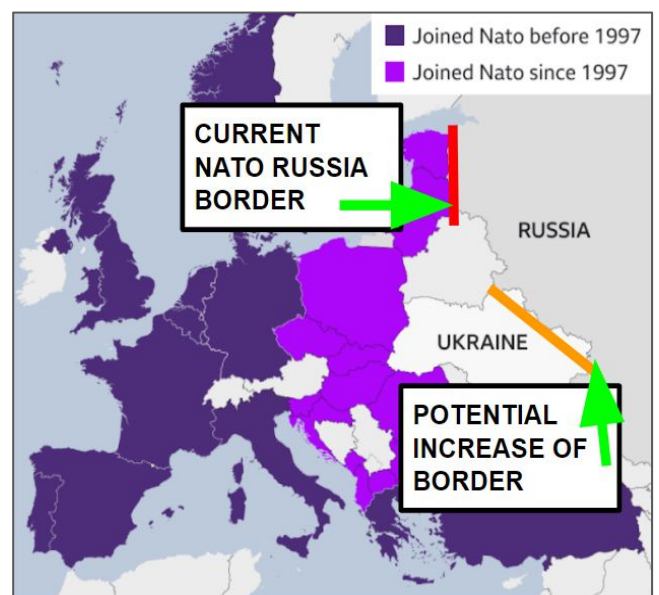 Joined Nato before 1997
Joined Nato since 1997
CURRENT
NATO RUSSIA
BORDER
RUSSIA
UKRAINE
POTENTIAL
INCREASE OF
BORDER